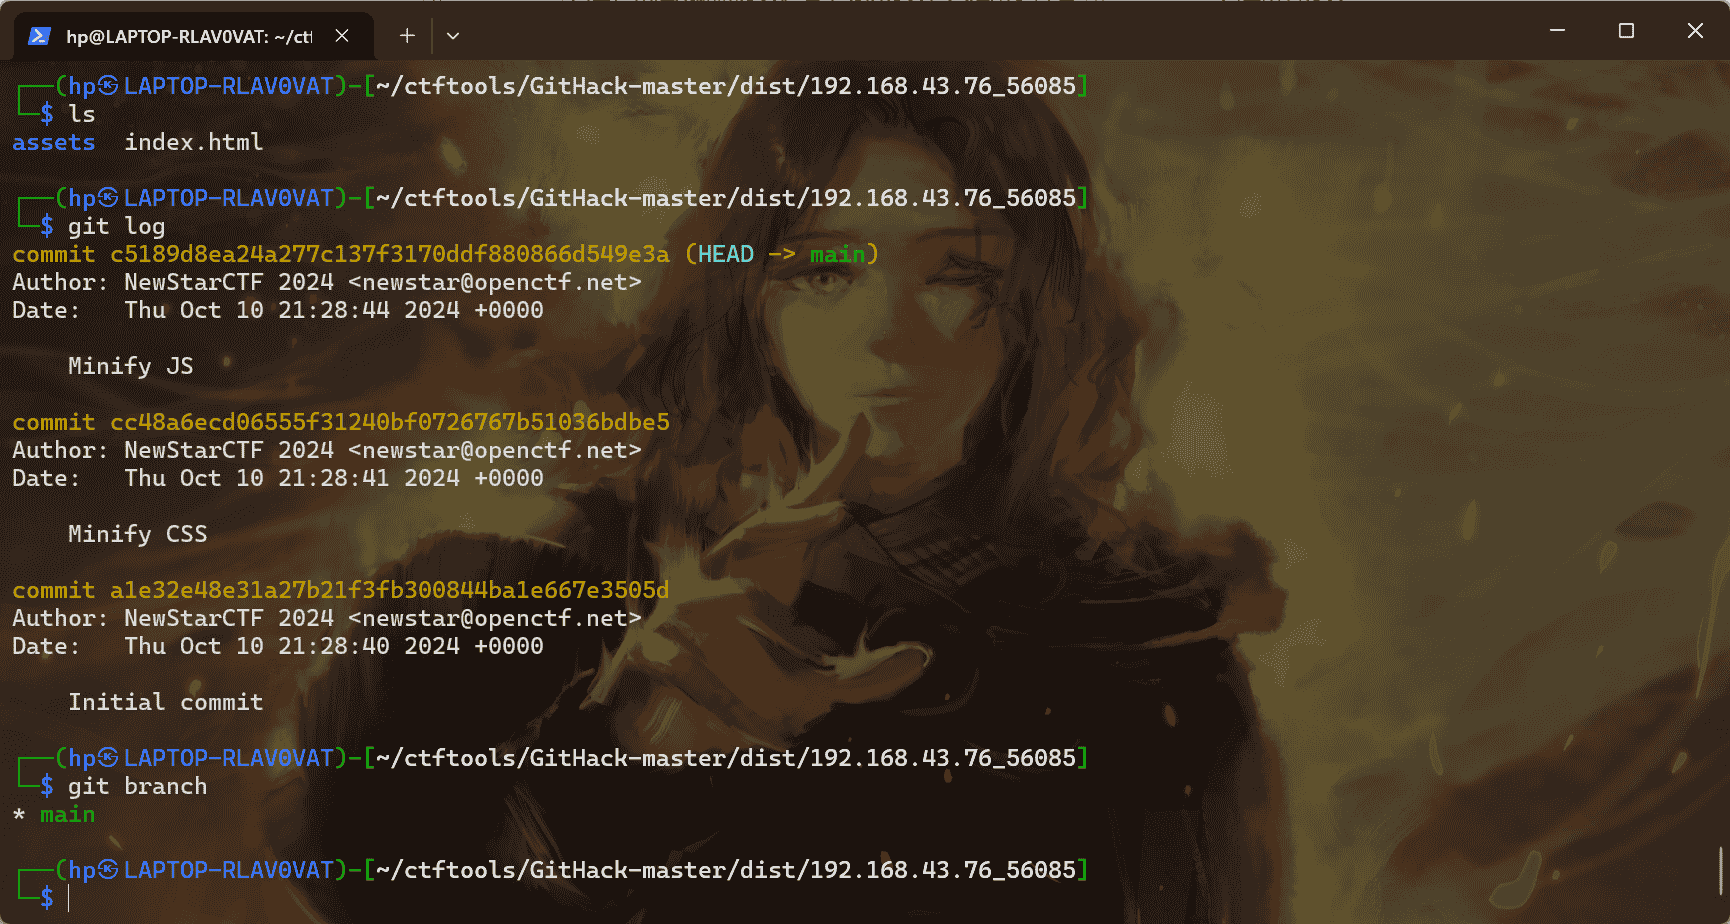 hp@LAPTOP-RLAV0VAT: ~/ctf
(hp㉿LAPTOP-RLAV0VAT)-[~/ctftools/GitHack-master/dist/192.168.43.76_56085]
$ ls
assets  index.html
(hp㉿LAPTOP-RLAV0VAT)-[~/ctftools/GitHack-master/dist/192.168.43.76_56085]
$ git log
commit c5189d8ea24a277c137f3170ddf880866d549e3a (HEAD -> main)
Author: NewStarCTF 2024 <newstar@openctf.net>
Date:   Thu Oct 10 21:28:44 2024 +0000
Minify JS
commit cc48a6ecd06555f31240bf0726767b51036bdbe5
Author: NewStarCTF 2024 <newstar@openctf.net>
Date:   Thu Oct 10 21:28:41 2024 +0000
Minify CSS
commit a1e32e48e31a27b21f3fb300844ba1e667e3505d
Author: NewStarCTF 2024 <newstar@openctf.net>
Date:   Thu Oct 10 21:28:40 2024 +0000
Initial commit
(hp㉿LAPTOP-RLAV0VAT)-[~/ctftools/GitHack-master/dist/192.168.43.76_56085]
$ git branch
* main
(hp㉿LAPTOP-RLAV0VAT)-[~/ctftools/GitHack-master/dist/192.168.43.76_56085]
$